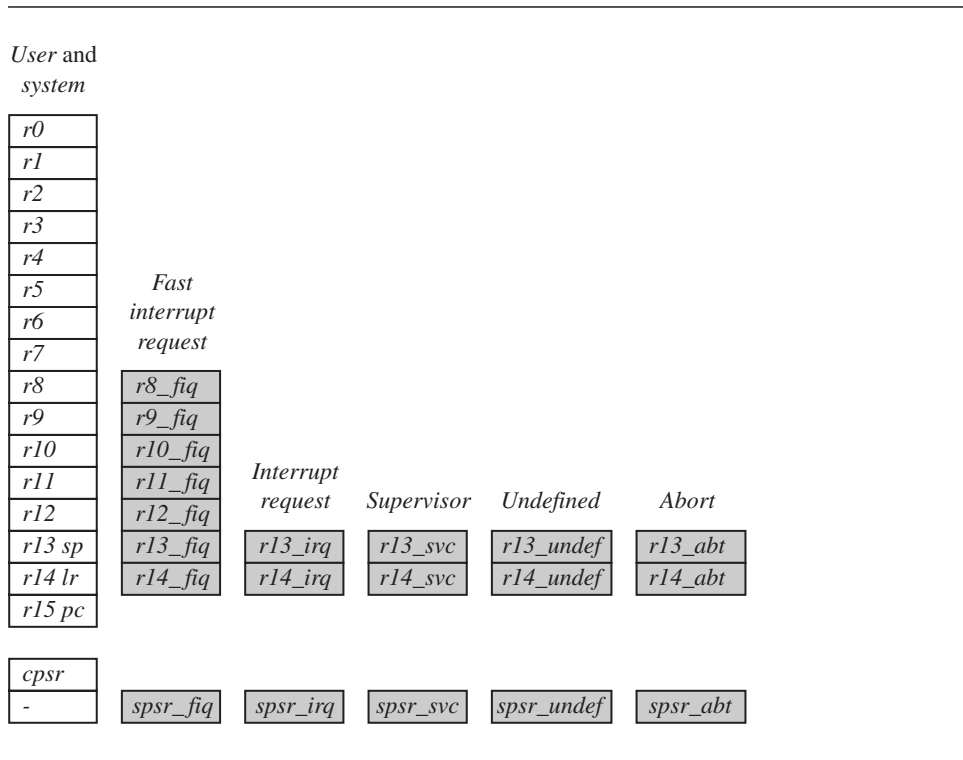 User and
system
r0
r1
r2
r3
r4
r5
r6
r7
r8
r9
r10
r11
r12
r13 sp
r14 lr
r15 pc
cpsr
-
Fast
interrupt
request
r8_fiq
r9_fiq
r10_fiq
r11_fiq
r12_fiq
r13_fiq
r14_fiq
spsr_fiq
Interrupt
request
r13_irq
r14_irq
spsr_irq
Supervisor
r13_svc
r14_svc
spsr_svc
Undefined
r13_undef
r14_undef
spsr_undef
Abort
r13_abt
r14_abt
spsr_abt